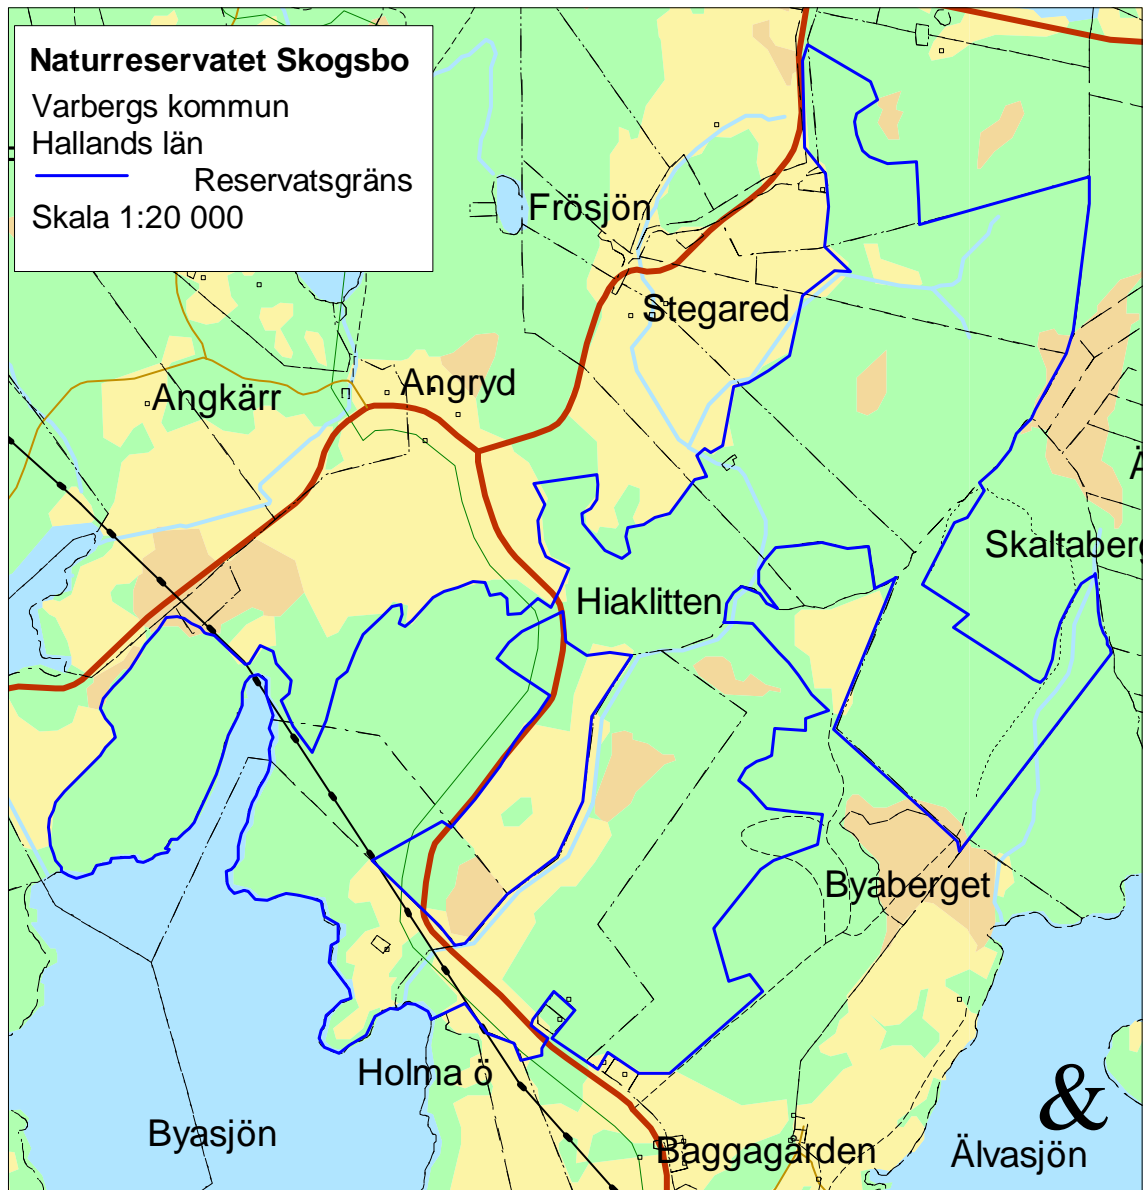 Naturreservatet Skogsbo
Varbergs kommun
Hallands län
Reservatsgräns
Skala 1:20 000
Frösjön
Stegared
Angryd
Angkärr
Ä
Skaltaberg
Hiaklitten
Byaberget
Holma ö
&
Byasjön
Baggagården
Älvasjön